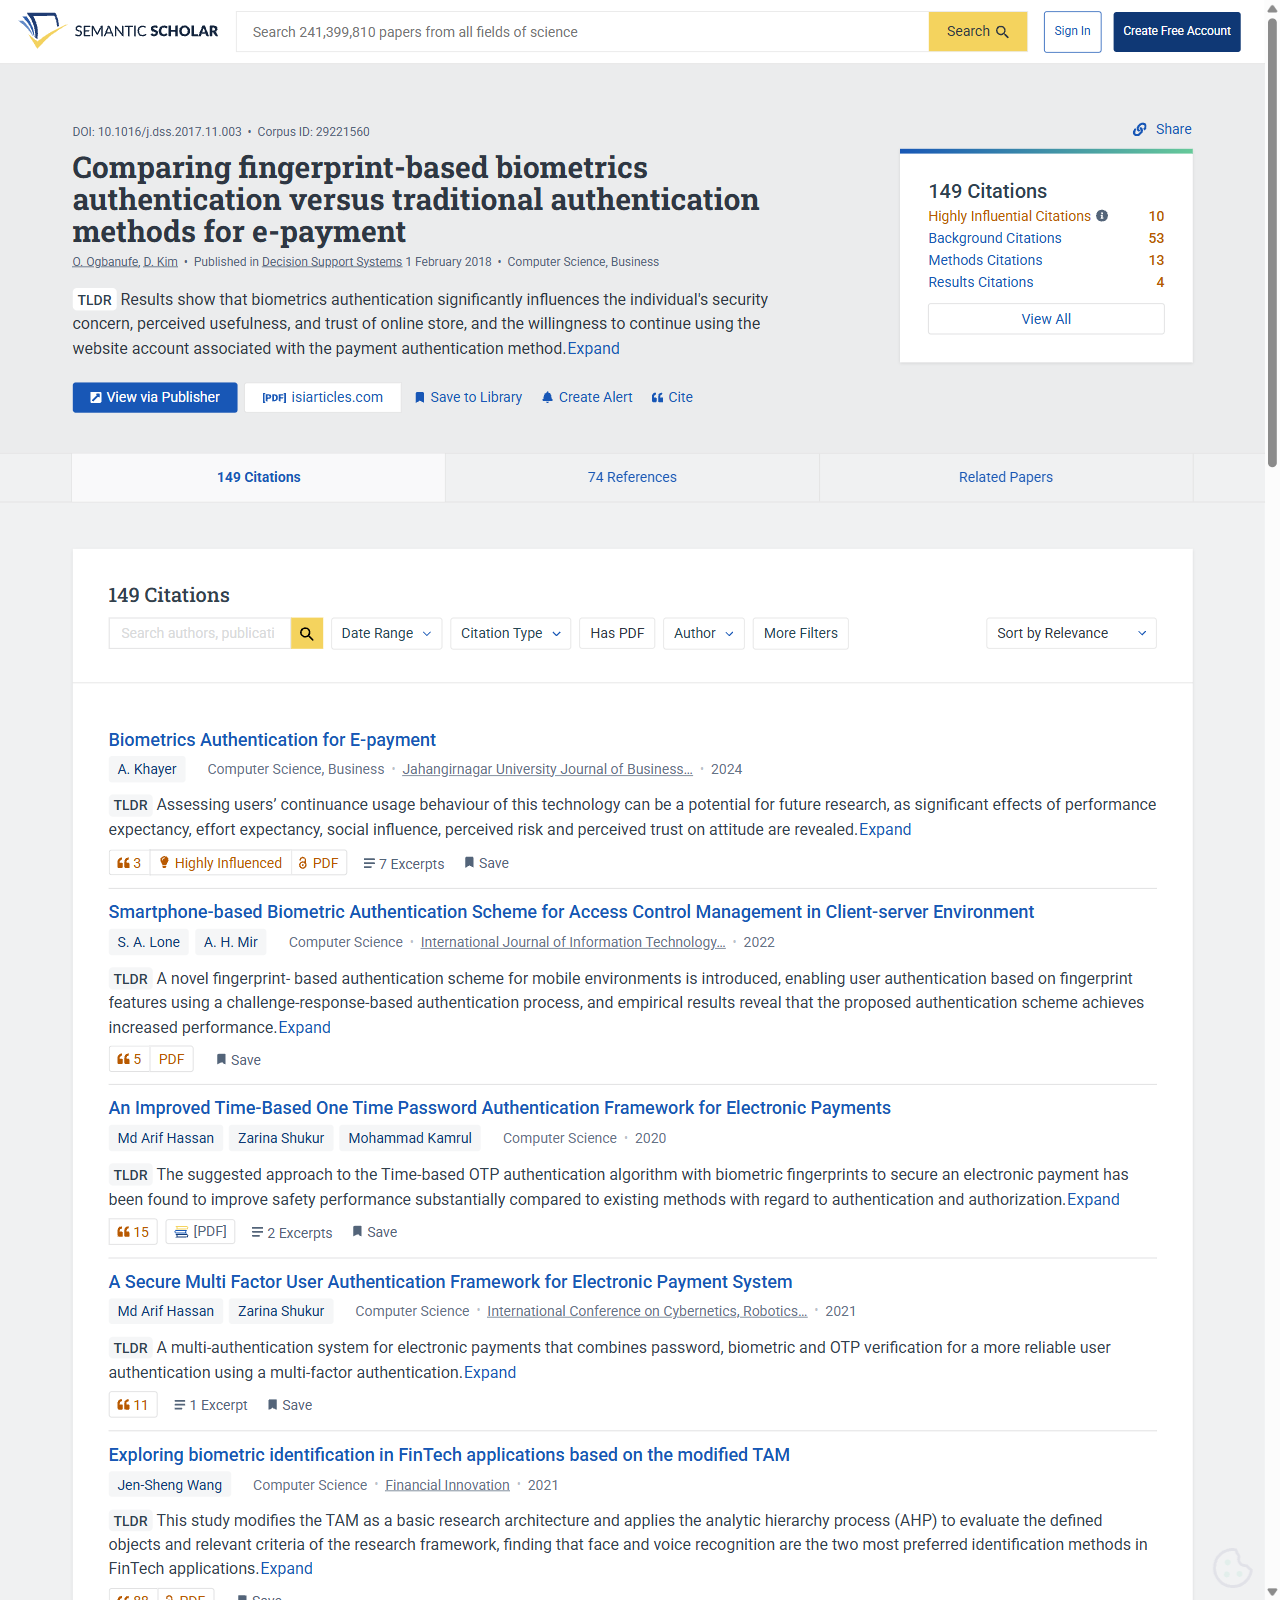 SEMANTIC SCHOLAR
Search 241,399,810 papers from all fields of science
Search
Sign In
Create Free Account
DOI: 10.1016/j.dss.2017.11.003 • Corpus ID: 29221560
Share
Comparing fingerprint-based biometrics
authentication versus traditional authentication
methods for e-payment
O. Ogbanufe, D. Kim • Published in Decision Support Systems 1 February 2018 • Computer Science, Business
TLDR Results show that biometrics authentication significantly influences the individual's security
concern, perceived usefulness, and trust of online store, and the willingness to continue using the
website account associated with the payment authentication method. Expand
View via Publisher
[PDF] isiarticles.com
Save to Library
Create Alert
Cite
149 Citations
Highly Influential Citations 10
Background Citations 53
Methods Citations 13
Results Citations 4
View All
149 Citations
74 References
Related Papers
149 Citations
Search authors, publicati
Date Range
Citation Type
Has PDF
Author
More Filters
Sort by Relevance
Biometrics Authentication for E-payment
A. Khayer Computer Science, Business · Jahangirnagar University Journal of Business… · 2024
TLDR Assessing users’ continuance usage behaviour of this technology can be a potential for future research, as significant effects of performance
expectancy, effort expectancy, social influence, perceived risk and perceived trust on attitude are revealed. Expand
3 Highly Influenced PDF 7 Excerpts Save
Smartphone-based Biometric Authentication Scheme for Access Control Management in Client-server Environment
S. A. Lone A. H. Mir Computer Science · International Journal of Information Technology… · 2022
TLDR A novel fingerprint- based authentication scheme for mobile environments is introduced, enabling user authentication based on fingerprint
features using a challenge-response-based authentication process, and empirical results reveal that the proposed authentication scheme achieves
increased performance. Expand
5 PDF Save
An Improved Time-Based One Time Password Authentication Framework for Electronic Payments
Md Arif Hassan Zarina Shukur Mohammad Kamrul Computer Science · 2020
TLDR The suggested approach to the Time-based OTP authentication algorithm with biometric fingerprints to secure an electronic payment has
been found to improve safety performance substantially compared to existing methods with regard to authentication and authorization. Expand
15 [PDF] 2 Excerpts Save
A Secure Multi Factor User Authentication Framework for Electronic Payment System
Md Arif Hassan Zarina Shukur Computer Science · International Conference on Cybernetics, Robotics… · 2021
TLDR A multi-authentication system for electronic payments that combines password, biometric and OTP verification for a more reliable user
authentication using a multi-factor authentication. Expand
11 1 Excerpt Save
Exploring biometric identification in FinTech applications based on the modified TAM
Jen-Sheng Wang Computer Science · Financial Innovation · 2021
TLDR This study modifies the TAM as a basic research architecture and applies the analytic hierarchy process (AHP) to evaluate the defined
objects and relevant criteria of the research framework, finding that face and voice recognition are the two most preferred identification methods in
FinTech applications. Expand
88 PDF Save